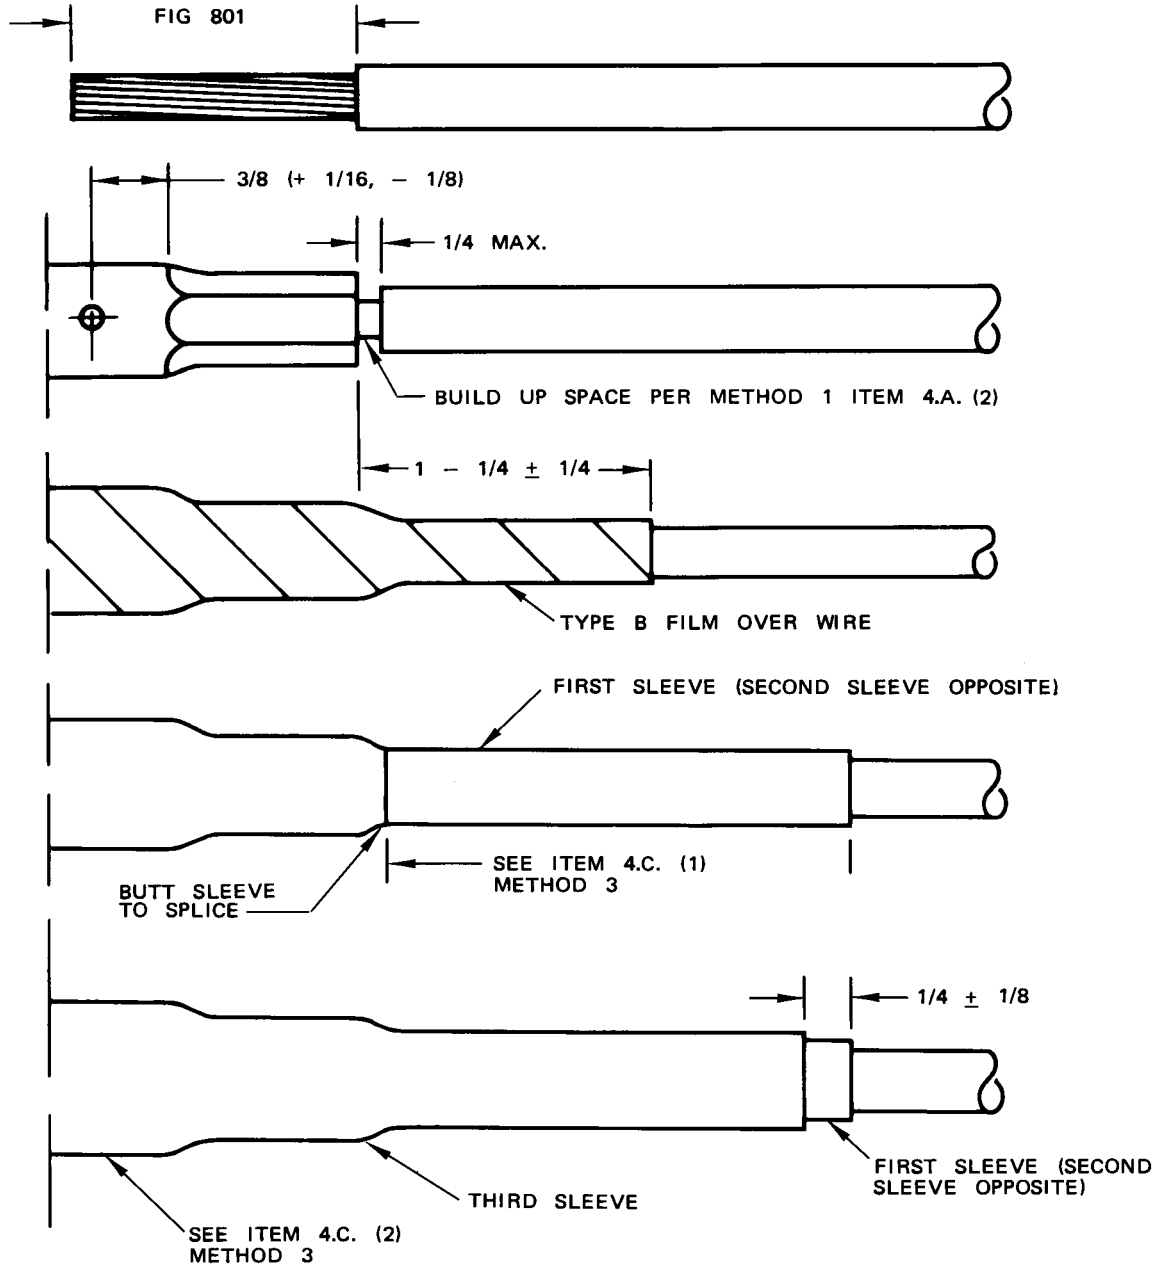 FIG 801
3/8 (+ 1/16, - 1/8)
1/4 MAX.
BUILD UP SPACE PER METHOD 1 ITEM 4.A. (2)
1 - 1/4 ± 1/4
TYPE B FILM OVER WIRE
FIRST SLEEVE (SECOND SLEEVE OPPOSITE)
SEE ITEM 4.C. (1)
METHOD 3
BUTT SLEEVE
TO SPLICE
1/4 ± 1/8
FIRST SLEEVE (SECOND
SLEEVE OPPOSITE)
THIRD SLEEVE
SEE ITEM 4.C. (2)
METHOD 3